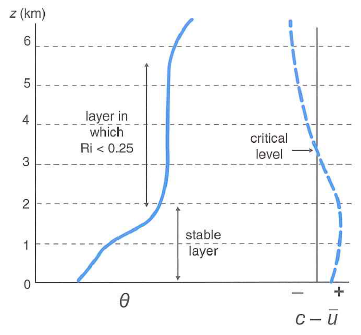 z (km)
6
5
4
3
2
1
0
layer in
which
Ri < 0.25
critical
level
stable
layer
θ
− +
c − u̅